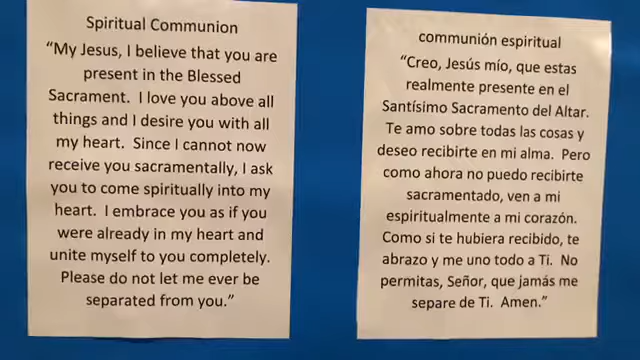 Spiritual Communion
"My Jesus, I believe that you are
present in the Blessed
Sacrament.  I love you above all
things and I desire you with all
my heart.  Since I cannot now
receive you sacramentally, I ask
you to come spiritually into my
heart.  I embrace you as if you
were already in my heart and
unite myself to you completely.
Please do not let me ever be
separated from you."
communión espiritual
"Creo, Jesús mío, que estas
realmente presente en el
Santísimo Sacramento del Altar.
Te amo sobre todas las cosas y
deseo recibirte en mi alma.  Pero
como ahora no puedo recibirte
sacramentado, ven a mi
espiritualmente a mi corazón.
Como si te hubiera recibido, te
abrazo y me uno todo a Ti.  No
permitas, Señor, que jamás me
separe de Ti.  Amen."